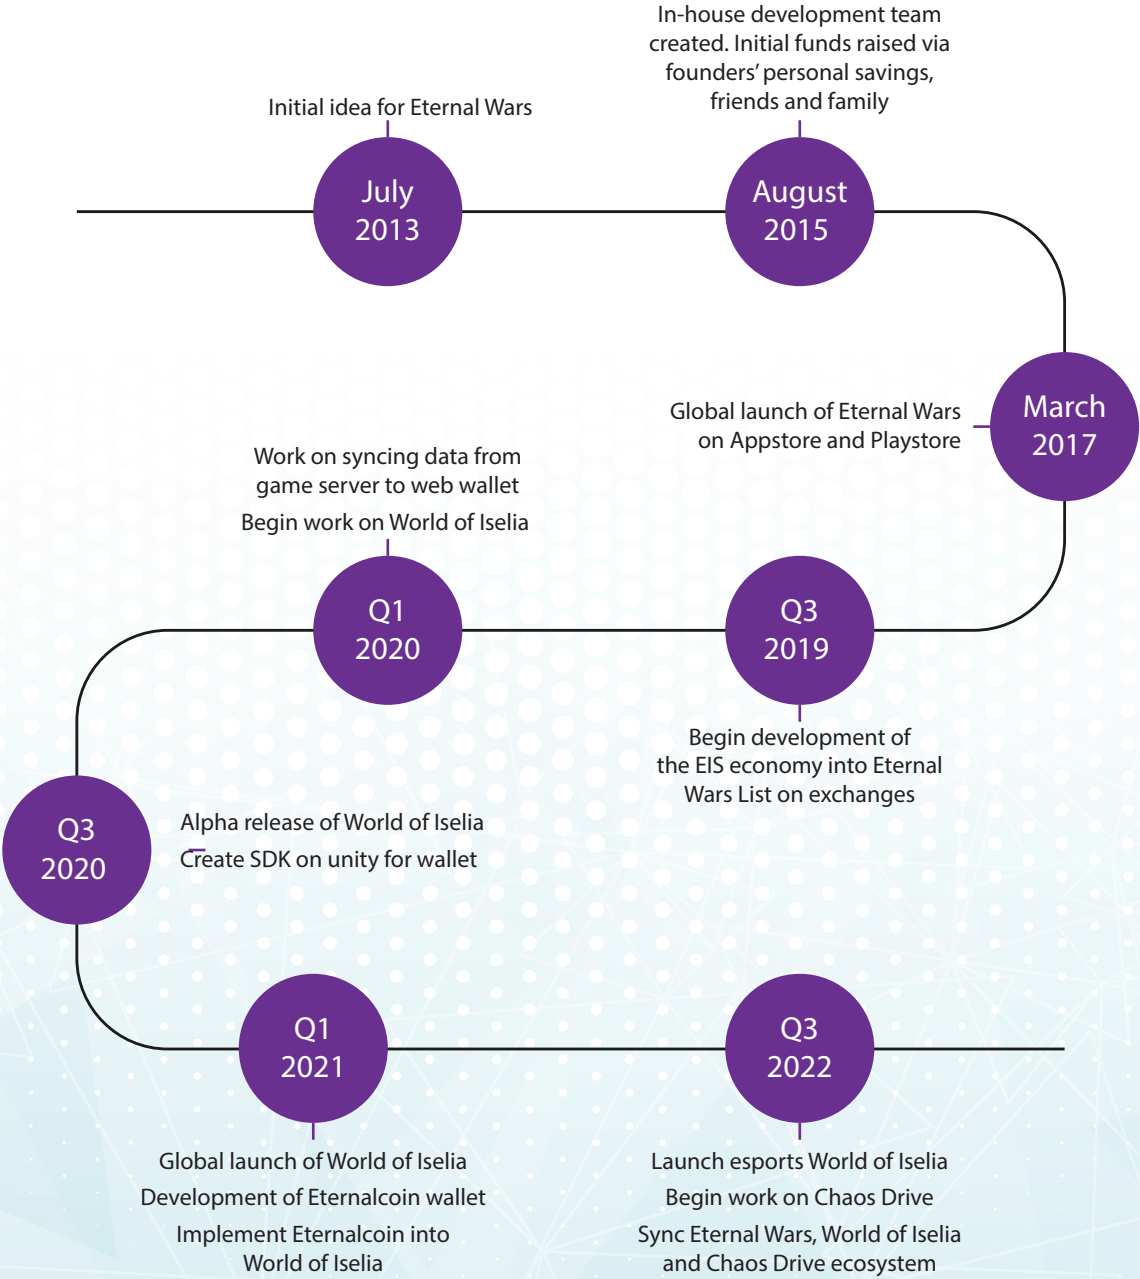 Initial idea for Eternal Wars
July
2013
In-house development team
created. Initial funds raised via
founders’ personal savings,
friends and family
August
2015
Global launch of Eternal Wars
on Appstore and Playstore
March
2017
Q3
2019
Begin development of
the EIS economy into Eternal
Wars List on exchanges
Work on syncing data from
game server to web wallet
Begin work on World of Iselia
Q1
2020
Q3
2020
Alpha release of World of Iselia
Create SDK on unity for wallet
Q1
2021
Global launch of World of Iselia
Development of Eternalcoin wallet
Implement Eternalcoin into
World of Iselia
Q3
2022
Launch esports World of Iselia
Begin work on Chaos Drive
Sync Eternal Wars, World of Iselia
and Chaos Drive ecosystem